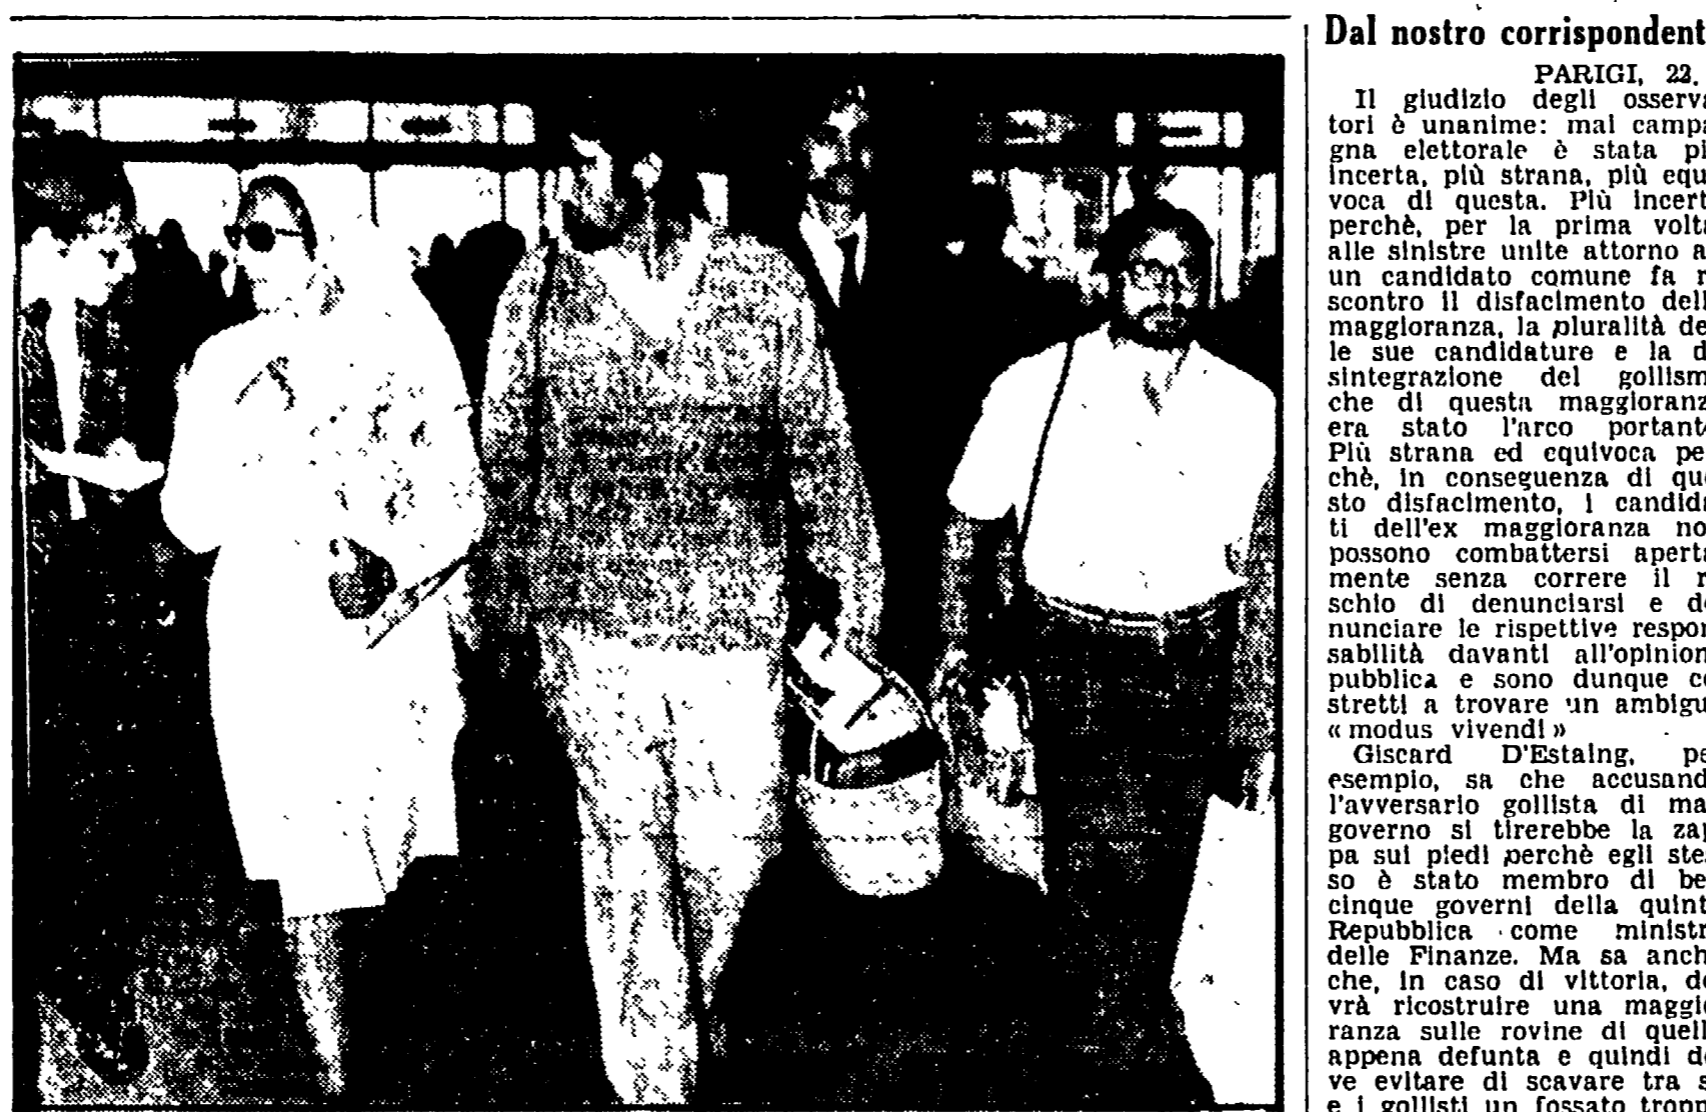 Dal nostro corrispondent
PARIGI, 22.
Il giudizio degli osserva
tori è unanime: mai campa
gna elettorale è stata pi
incerta, più strana, più equi
voca di questa. Più incert
perchè, per la prima volta
alle sinistre unite attorno a
un candidato comune fa r
scontro il disfacimento dell
maggioranza, la pluralità de
le sue candidature e la d
sintegrazione del gollism
che di questa maggioranz
era stato l'arco portant
Più strana ed equivoca pe
chè, in conseguenza di que
sto disfacimento, i candida
ti dell'ex maggioranza no
possono combattersi aperta
mente senza correre il r
schio di denunciarsi e de
nunciare le rispettive respon
sabilità davanti all'opinion
pubblica e sono dunque co
stretti a trovare un ambigu
« modus vivendi »
Giscard D'Estaing, pe
esempio, sa che accusand
l'avversario gollista di mal
governo si tirerebbe la zap
pa sui piedi perchè egli stes
so è stato membro di be
cinque governi della quint
Repubblica come ministr
delle Finanze. Ma sa anch
che, in caso di vittoria, do
vrà ricostruire una maggio
ranza sulle rovine di quell
appena defunta e quindi de
ve evitare di scavare tra s
e i gollisti un fossato tropp